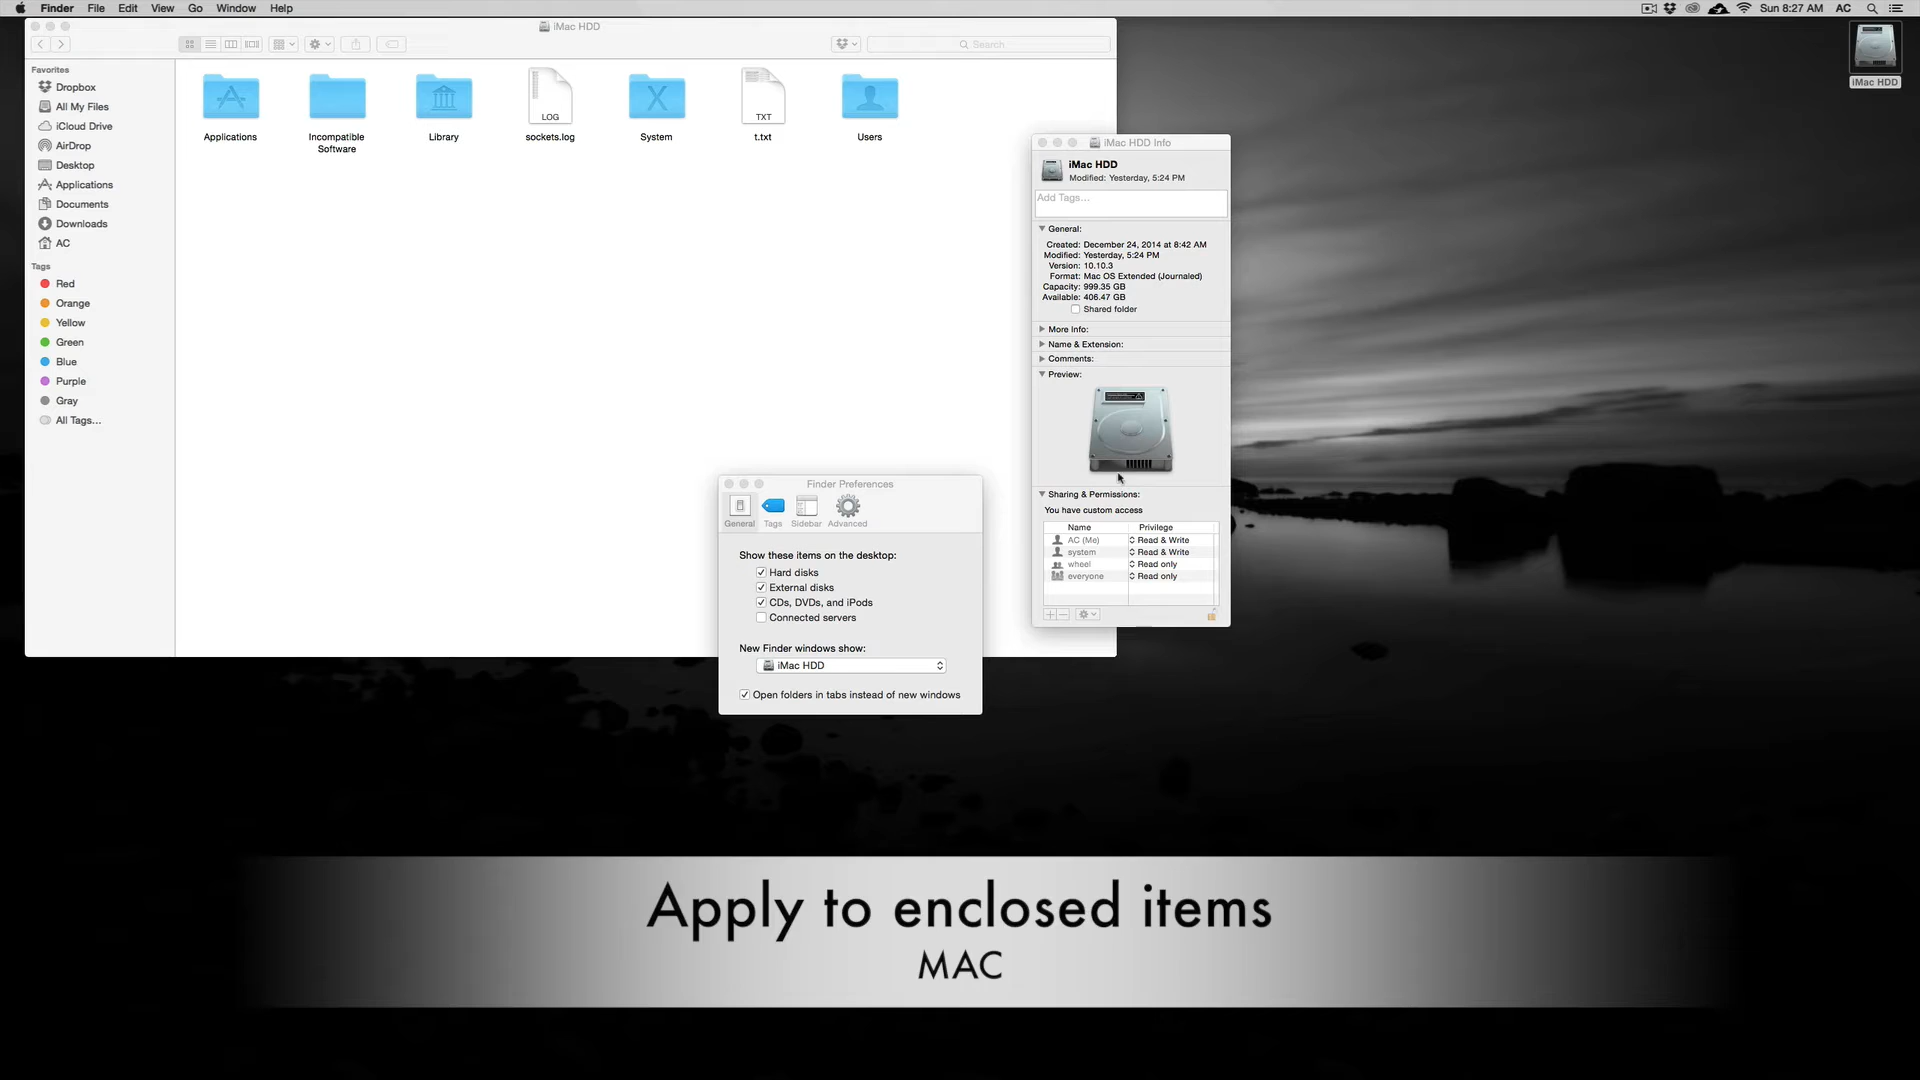 Finder File Edit View Go Window Help
Sun 8:27 AM AC
iMac HDD
Search
iMac HDD
Favorites
Dropbox
All My Files
iCloud Drive
AirDrop
Desktop
Applications
Documents
Downloads
AC
Tags
Red
Orange
Yellow
Green
Blue
Purple
Gray
All Tags...
Applications
Incompatible
Software
Library
LOG
sockets.log
X
System
TXT
t.txt
Users
iMac HDD Info
iMac HDD
Modified: Yesterday, 5:24 PM
Add Tags...
General:
Created: December 24, 2014 at 8:42 AM
Modified: Yesterday, 5:24 PM
Version: 10.10.3
Format: Mac OS Extended (Journaled)
Capacity: 999.35 GB
Available: 406.47 GB
Shared folder
More Info:
Name & Extension:
Comments:
Preview:
Sharing & Permissions:
You have custom access
Name Privilege
AC (Me) Read & Write
system Read & Write
wheel Read only
everyone Read only
Finder Preferences
General Tags Sidebar Advanced
Show these items on the desktop:
Hard disks
External disks
CDs, DVDs, and iPods
Connected servers
New Finder windows show:
iMac HDD
Open folders in tabs instead of new windows
Apply to enclosed items
MAC